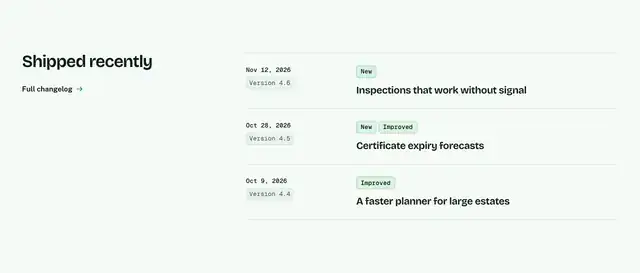 Shipped recently
Full changelog →
Nov 12, 2026
Version 4.6
New
Inspections that work without signal
Oct 28, 2026
Version 4.5
New Improved
Certificate expiry forecasts
Oct 9, 2026
Version 4.4
Improved
A faster planner for large estates